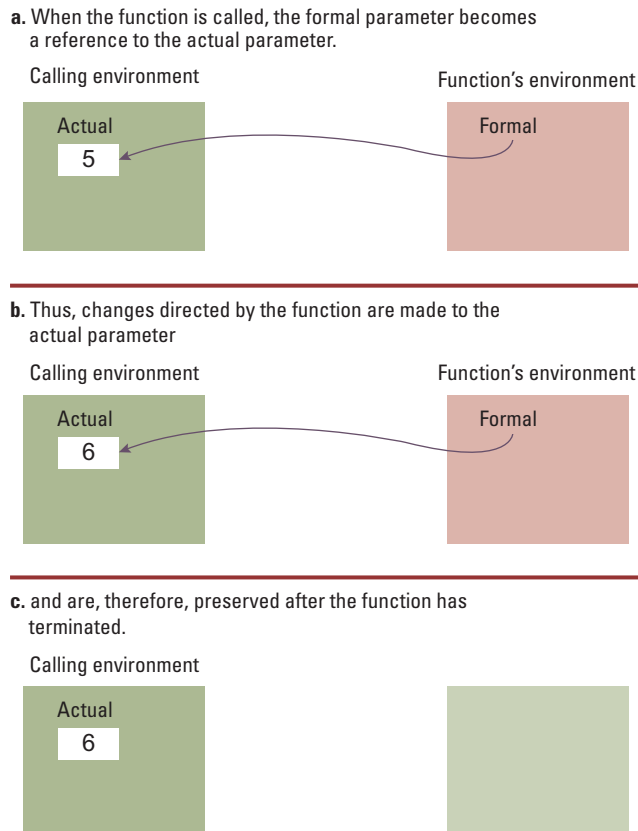 a. When the function is called, the formal parameter becomes
a reference to the actual parameter.
Calling environment
Function's environment
Actual
Formal
5
b. Thus, changes directed by the function are made to the
actual parameter
Calling environment
Function's environment
Actual
Formal
6
c. and are, therefore, preserved after the function has
terminated.
Calling environment
Actual
6